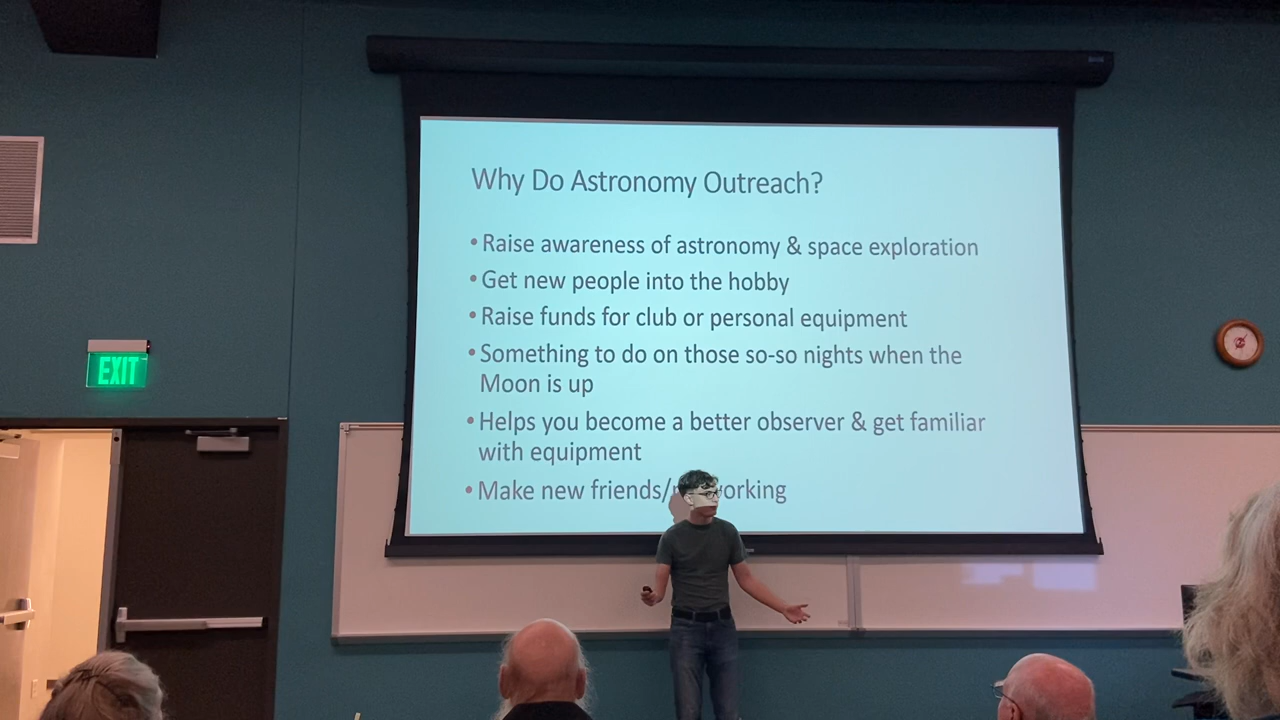 Why Do Astronomy Outreach?
• Raise awareness of astronomy & space exploration
• Get new people into the hobby
• Raise funds for club or personal equipment
• Something to do on those so-so nights when the
Moon is up
• Helps you become a better observer & get familiar
with equipment
• Make new friends/
EXIT